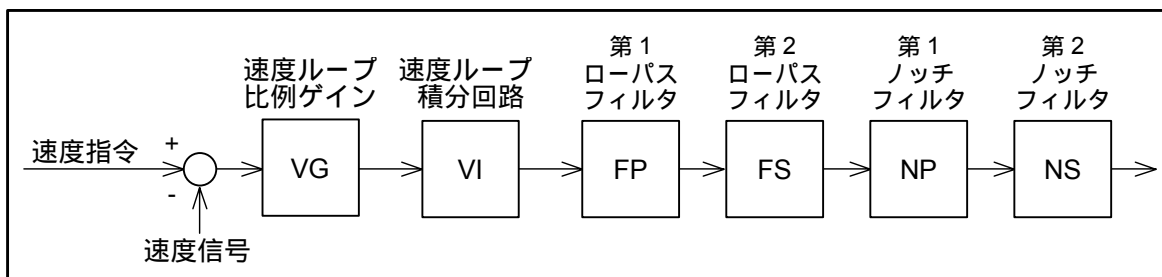 速度指令
+
-
速度信号
速度ループ
比例ゲイン
VG
速度ループ
積分回路
VI
第 1
ローパス
フィルタ
FP
第 2
ローパス
フィルタ
FS
第 1
ノッチ
フィルタ
NP
第 2
ノッチ
フィルタ
NS